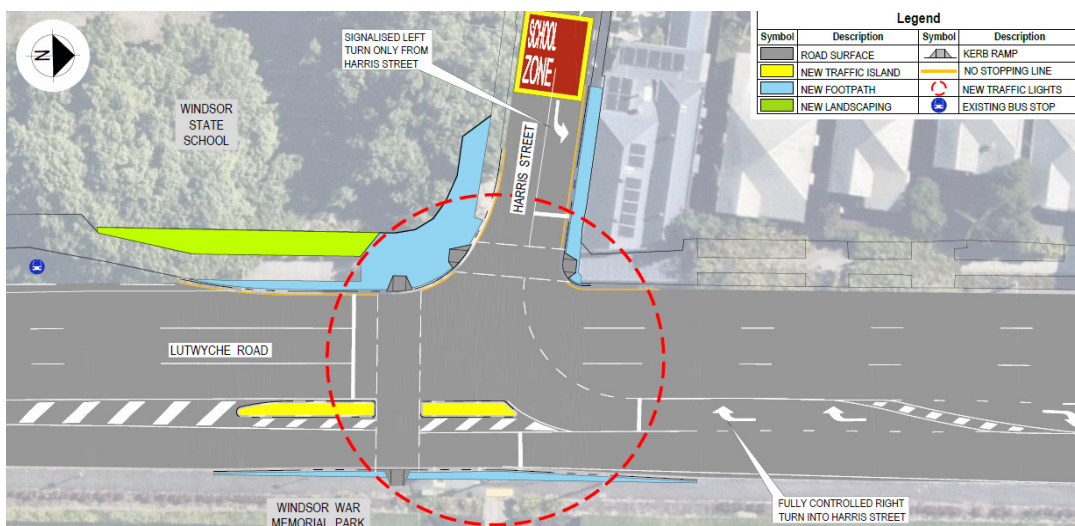 N
SIGNALISED LEFT
TURN ONLY FROM
HARRIS STREET
SCHOOL
ZONE
Legend
Symbol Description Symbol Description
ROAD SURFACE KERB RAMP
NEW TRAFFIC ISLAND NO STOPPING LINE
NEW FOOTPATH NEW TRAFFIC LIGHTS
NEW LANDSCAPING EXISTING BUS STOP
WINDSOR
STATE
SCHOOL
HARRIS STREET
LUTWYCHE ROAD
WINDSOR WAR
MEMORIAL PARK
FULLY CONTROLLED RIGHT
TURN INTO HARRIS STREET